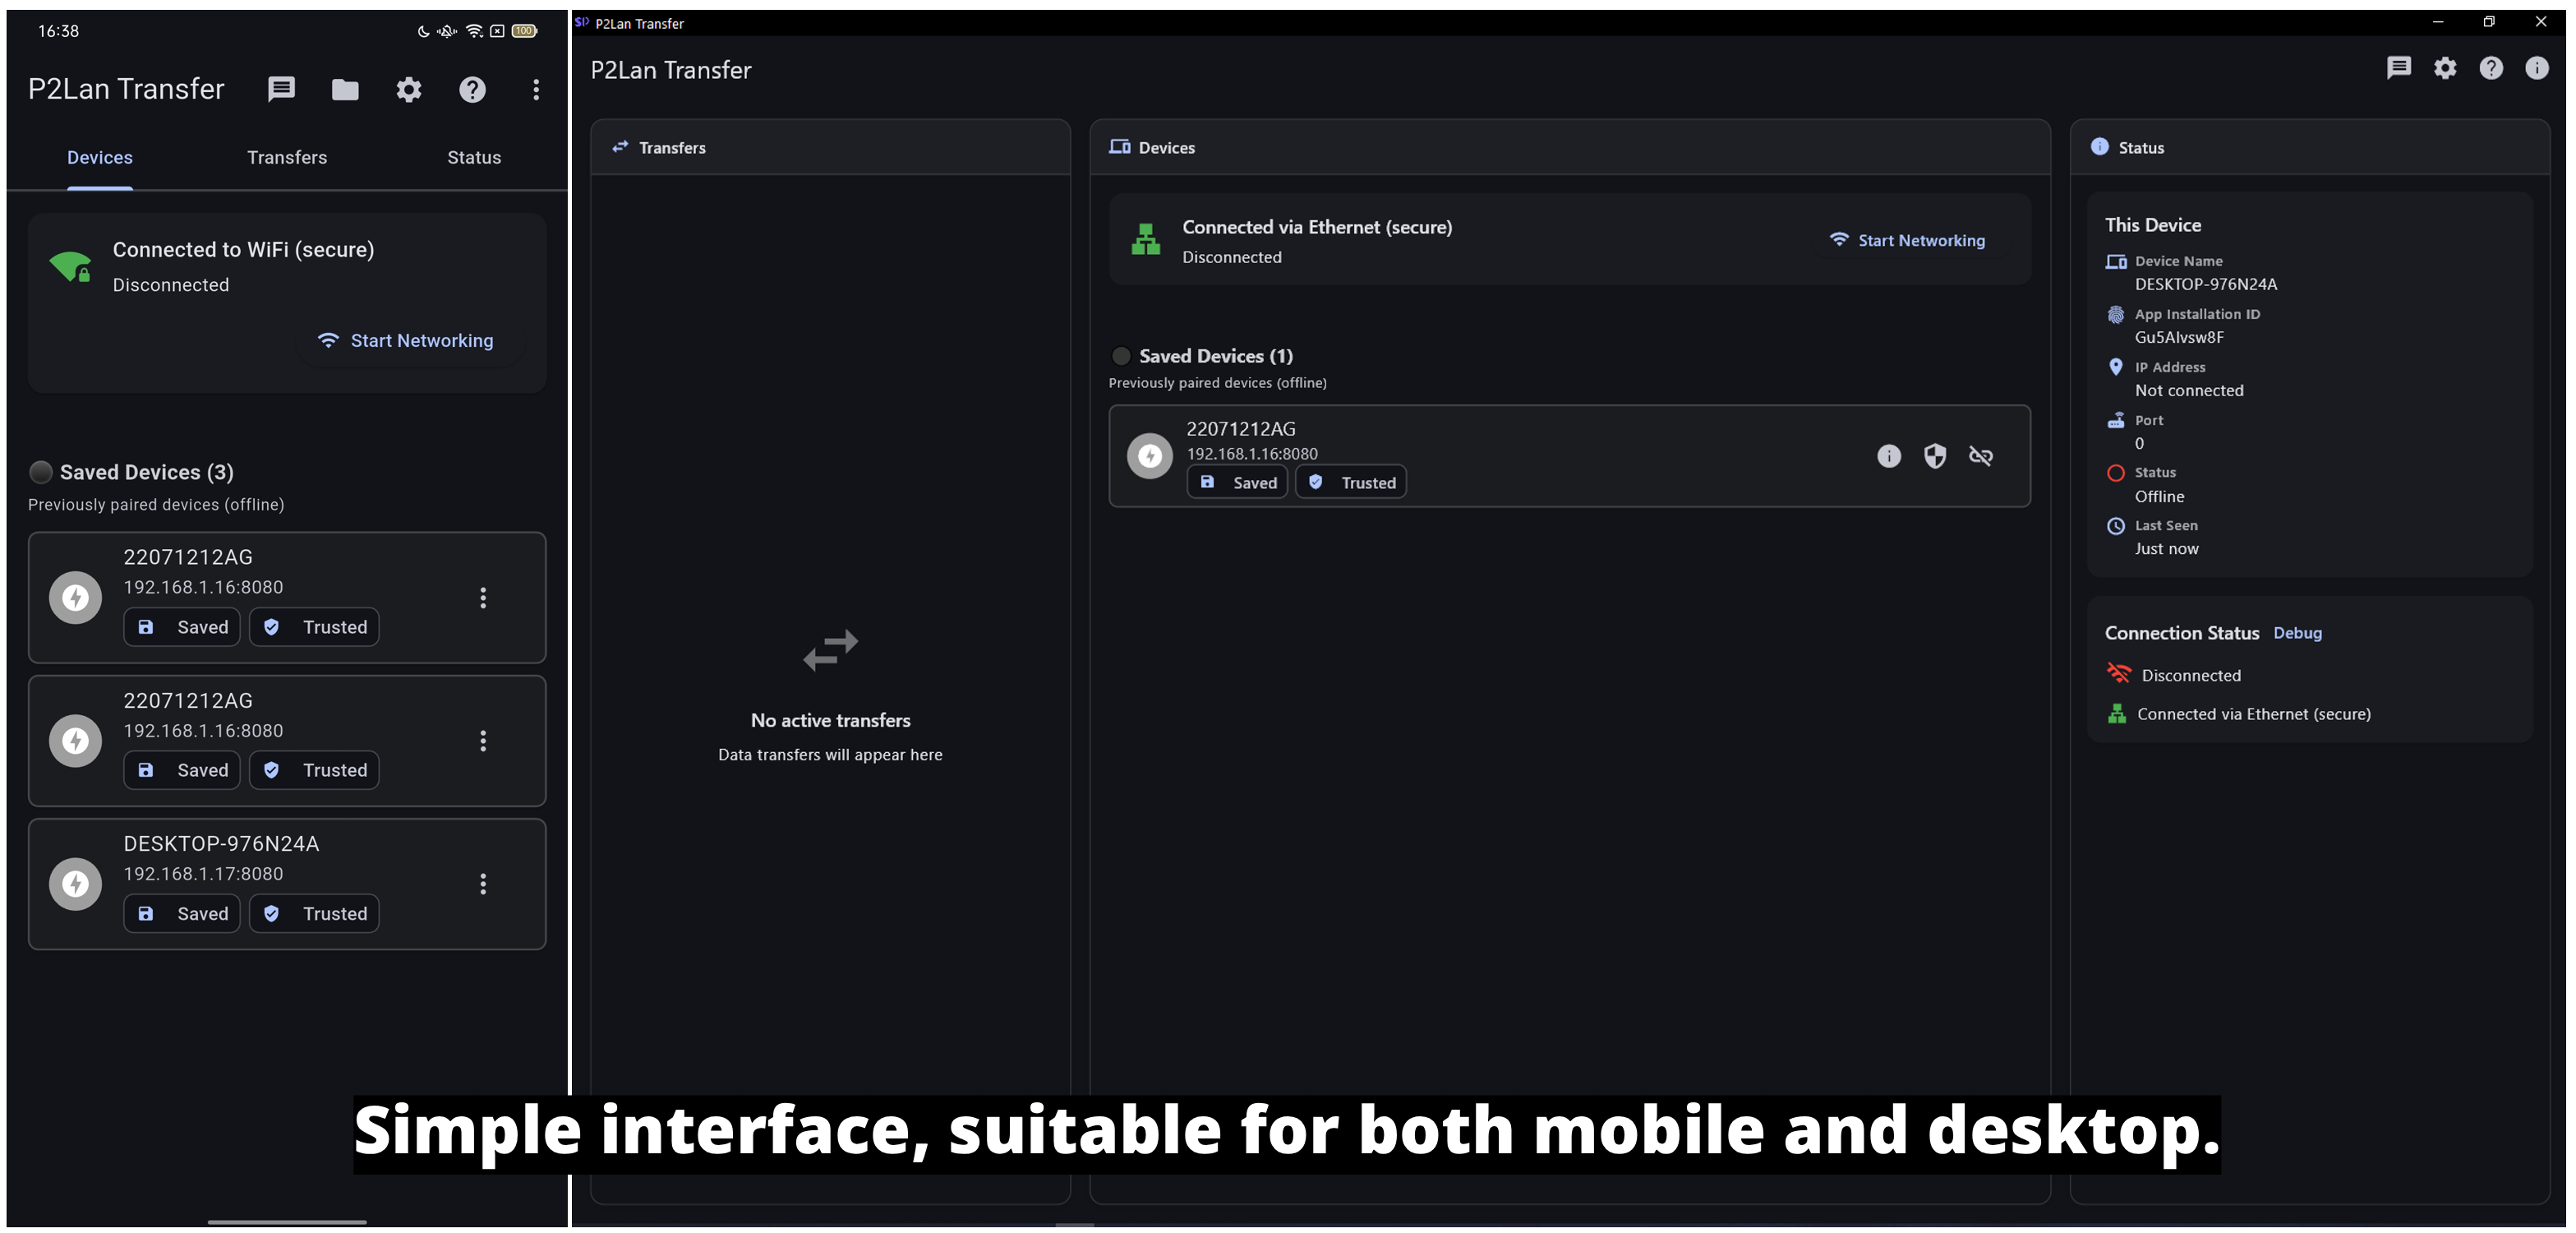 16:38
100
P2Lan Transfer
Devices
Transfers
Status
Connected to WiFi (secure)
Disconnected
Start Networking
Saved Devices (3)
Previously paired devices (offline)
22071212AG
192.168.1.16:8080
Saved
Trusted
22071212AG
192.168.1.16:8080
Saved
Trusted
DESKTOP-976N24A
192.168.1.17:8080
Saved
Trusted
P2Lan Transfer
P2Lan Transfer
Transfers
No active transfers
Data transfers will appear here
Devices
Connected via Ethernet (secure)
Disconnected
Start Networking
Saved Devices (1)
Previously paired devices (offline)
22071212AG
192.168.1.16:8080
Saved
Trusted
Status
This Device
Device Name
DESKTOP-976N24A
App Installation ID
Gu5AIvsw8F
IP Address
Not connected
Port
0
Status
Offline
Last Seen
Just now
Connection Status Debug
Disconnected
Connected via Ethernet (secure)
Simple interface, suitable for both mobile and desktop.